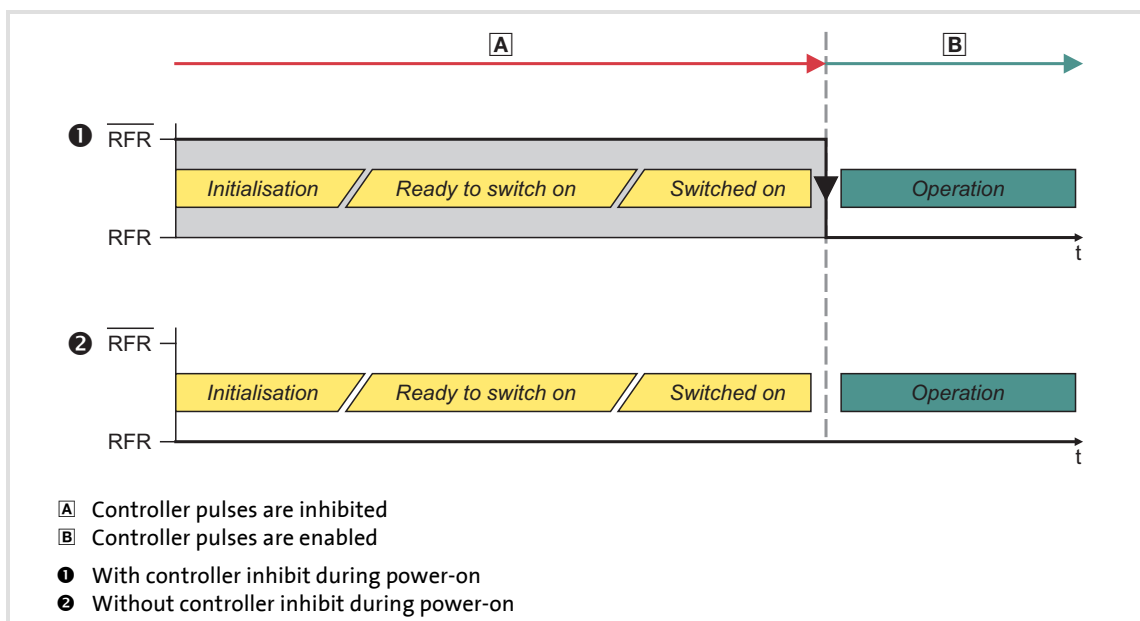 A B
❶ R̅F̅R̅
Initialisation Ready to switch on Switched on Operation
RFR
t
❷ R̅F̅R̅
Initialisation Ready to switch on Switched on Operation
RFR
t
A Controller pulses are inhibited
B Controller pulses are enabled
❶ With controller inhibit during power-on
❷ Without controller inhibit during power-on